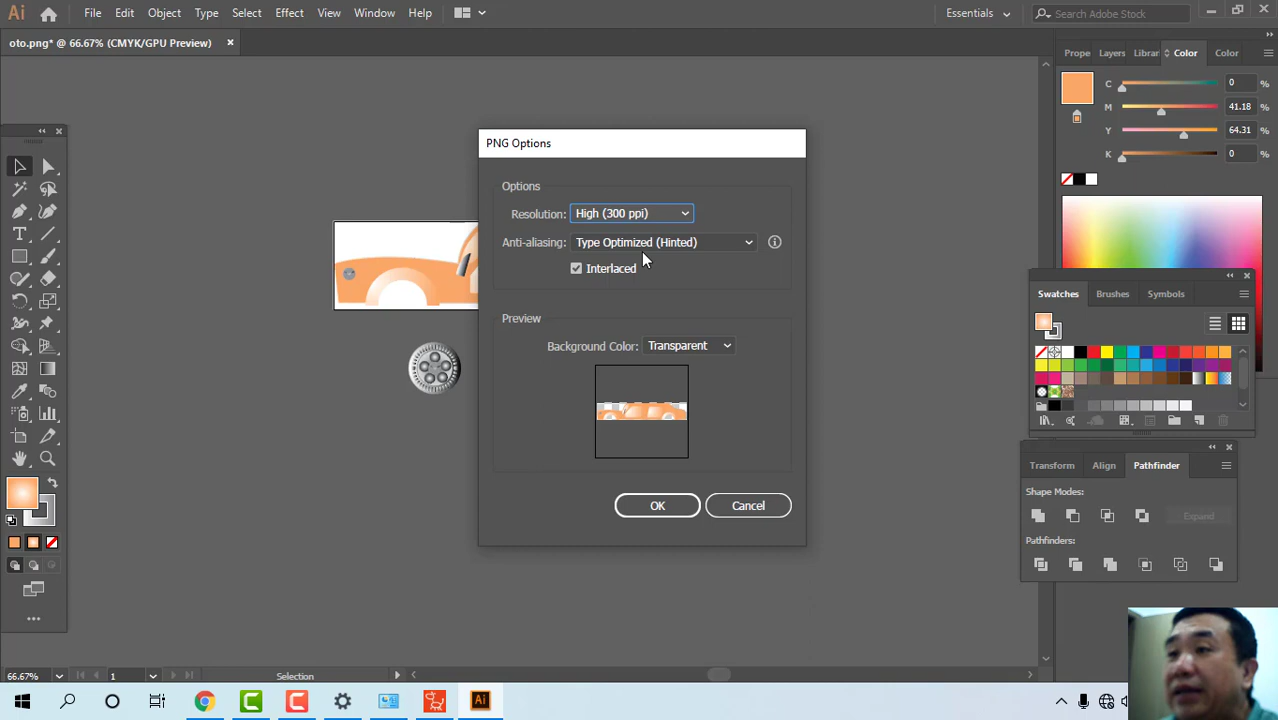 Ai File Edit Object Type Select Effect View Window Help Essentials Search Adobe Stock
oto.png* @ 66.67% (CMYK/GPU Preview)
Prope Layers Librar Color Color
C 0 %
M 41.18 %
Y 64.31 %
K 0 %
PNG Options
Options
Resolution: High (300 ppi)
Anti-aliasing: Type Optimized (Hinted)
Interlaced
Preview
Background Color: Transparent
OK Cancel
Swatches Brushes Symbols
Transform Align Pathfinder
Shape Modes:
Expand
Pathfinders:
66.67% 1 Selection
Ai